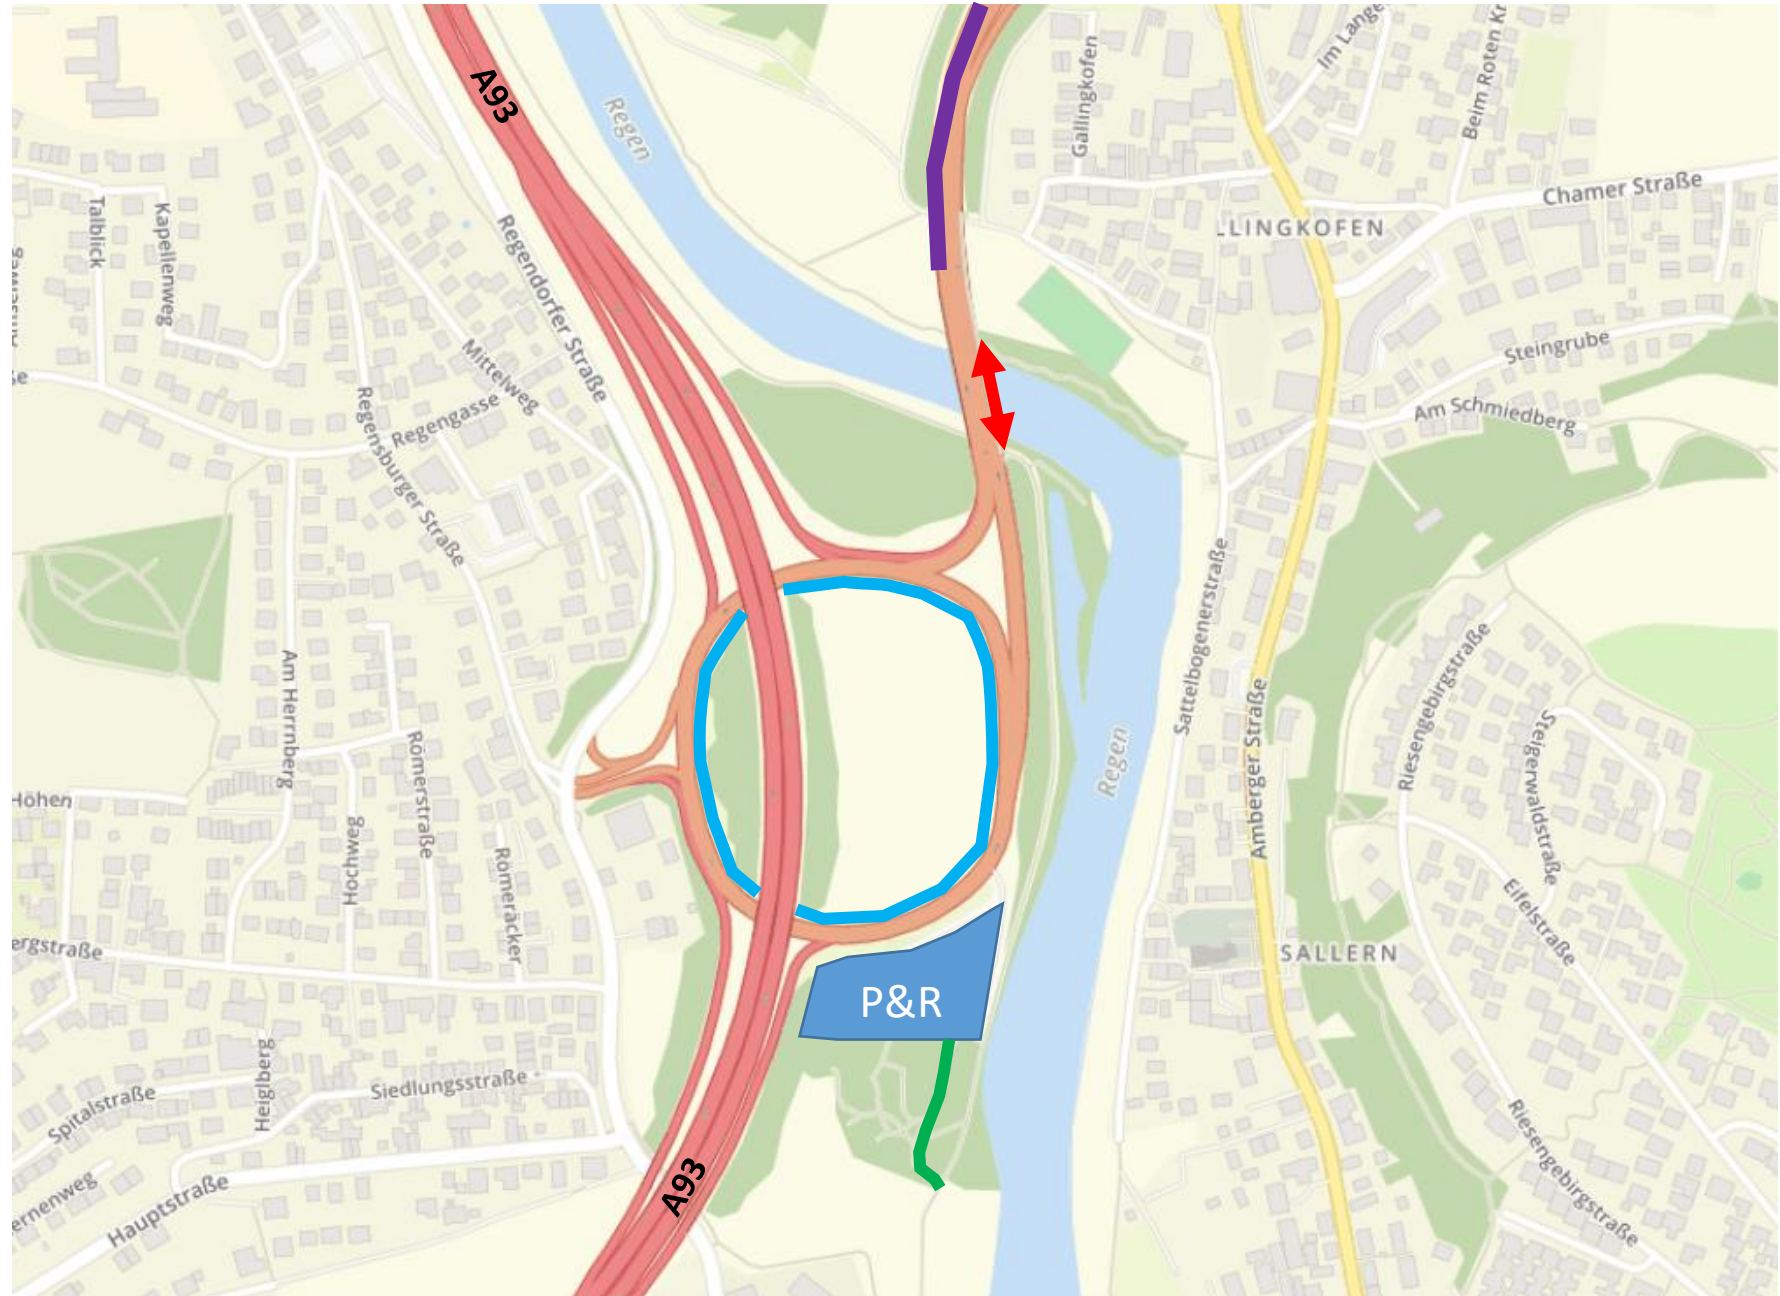 A93
Regen
Gallingkofen
Im Lange
Beim Roten Kr
Chamer Straße
LLINGKOFEN
Talblick
Kapellenweg
Regendorfer Straße
Mittelweg
Regengasse
Regensburger Straße
Steingrube
Am Schmiedberg
Sattelbogenerstraße
Amberger Straße
Riesengebirgstraße
Steigerwaldstraße
Eifelstraße
Am Herrnberg
Römerstraße
Hochweg
Römeräcker
Höhen
ergstraße
Regen
SALLERN
P&R
Heiglberg
Siedlungsstraße
Spitalstraße
ernenweg
Hauptstraße
A93
Riesengebirgstraße